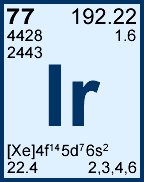 77 192.22
4428 1.6
2443
Ir
[Xe]4f¹⁴5d⁷6s²
22.4 2,3,4,6